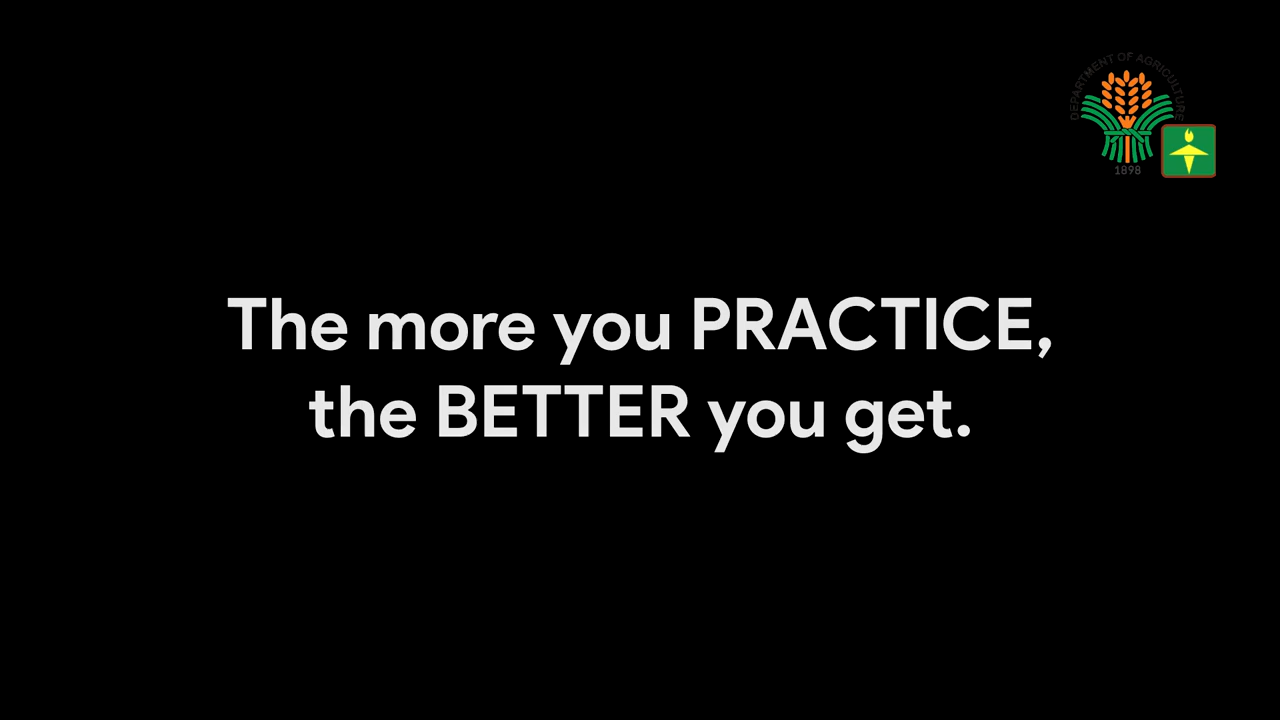 DEPARTMENT OF AGRICULTURE
1898
The more you PRACTICE,
the BETTER you get.